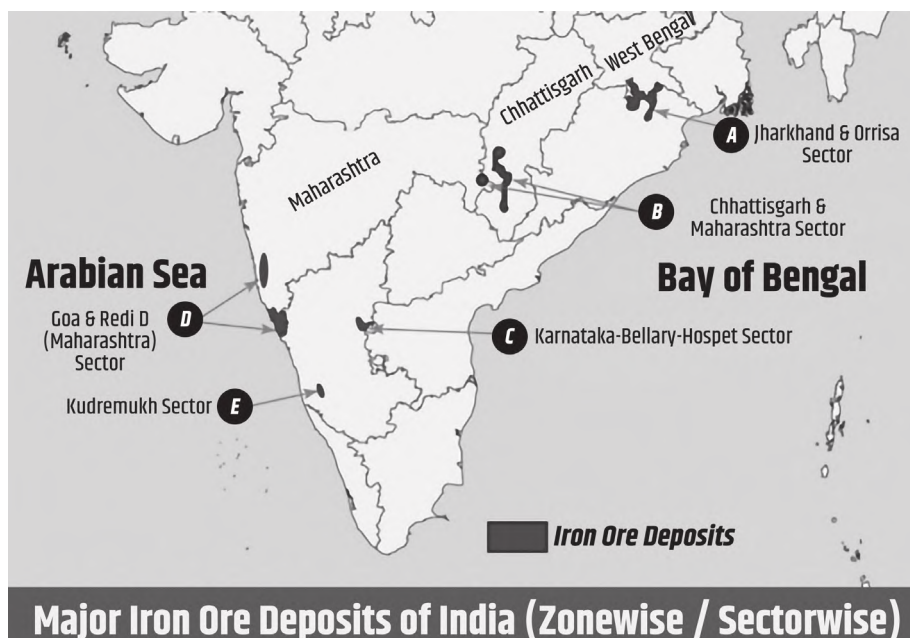 West Bengal
Chhattisgarh
A
Jharkhand & Orrisa
Sector
Maharashtra
B
Chhattisgarh &
Maharashtra Sector
Arabian Sea
Bay of Bengal
Goa & Redi D
(Maharashtra)
Sector
D
C
Karnataka-Bellary-Hospet Sector
Kudremukh Sector
E
Iron Ore Deposits
Major Iron Ore Deposits of India (Zonewise / Sectorwise)